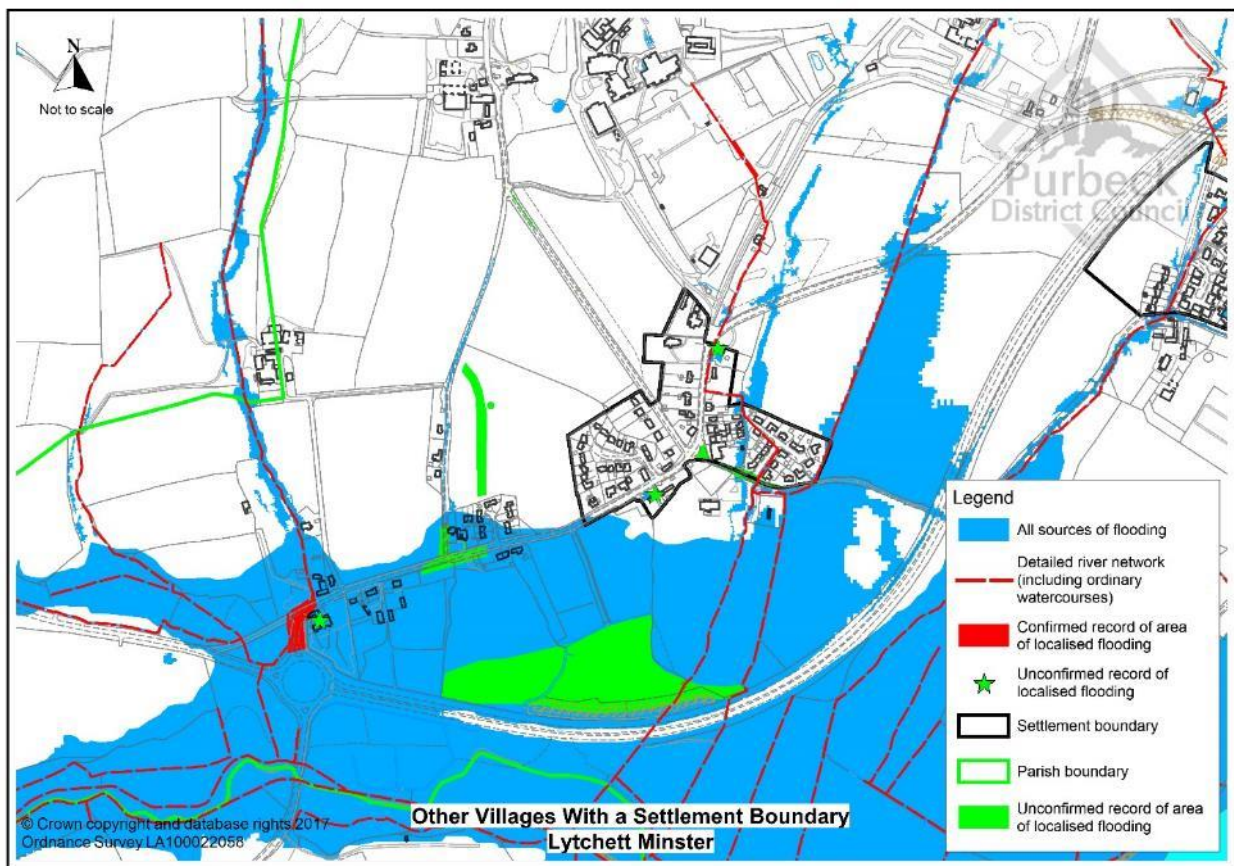 N
Not to scale
Purbeck
District Council
Legend
All sources of flooding
Detailed river network
(including ordinary
watercourses)
Confirmed record of area
of localised flooding
Unconfirmed record of
localised flooding
Settlement boundary
Parish boundary
Unconfirmed record of area
of localised flooding
Other Villages With a Settlement Boundary
Lytchett Minster
© Crown copyright and database rights 2017
Ordnance Survey LA100022058